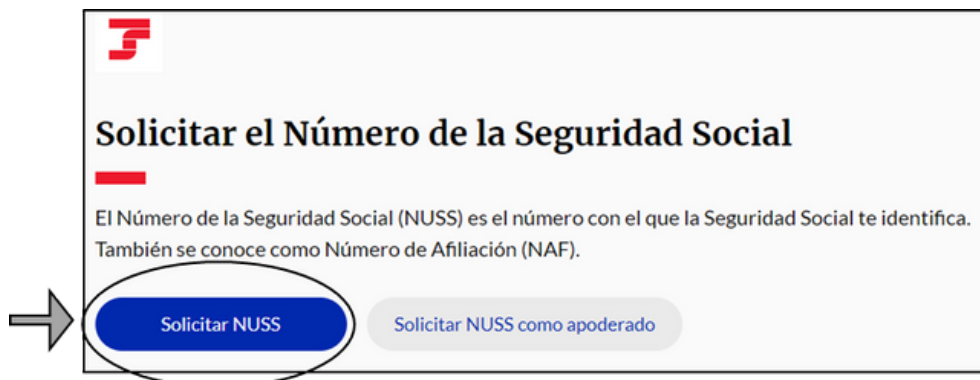 Solicitar el Número de la Seguridad Social
El Número de la Seguridad Social (NUSS) es el número con el que la Seguridad Social te identifica.
También se conoce como Número de Afiliación (NAF).
Solicitar NUSS
Solicitar NUSS como apoderado